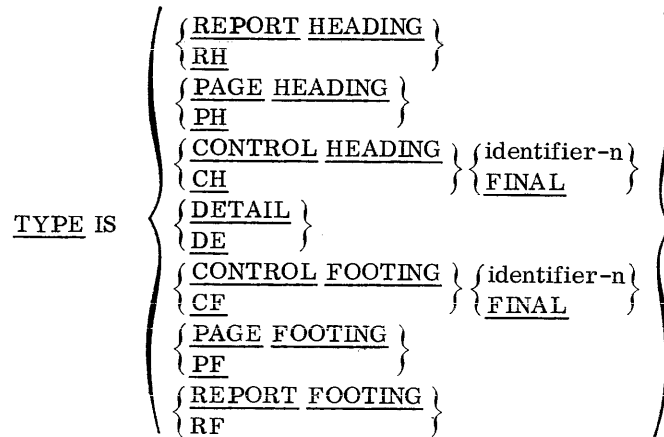 REPORT HEADING
RH
PAGE HEADING
PH
CONTROL HEADING identifier-n
CH FINAL
TYPE IS DETAIL
DE
CONTROL FOOTING identifier-n
CF FINAL
PAGE FOOTING
PF
REPORT FOOTING
RF